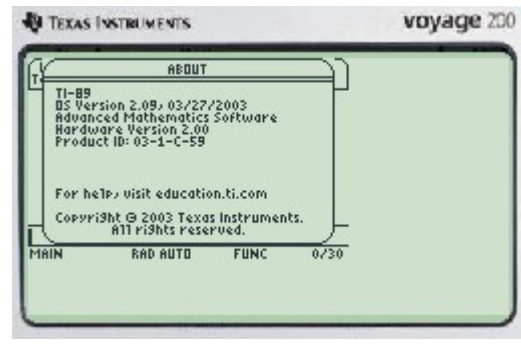 TEXAS INSTRUMENTS
voyage 200
ABOUT
TI-89
OS Version 2.09, 03/27/2003
Advanced Mathematics Software
Hardware Version 2.00
Product ID: 03-1-C-59
For help, visit education.ti.com
Copyright © 2003 Texas Instruments.
All rights reserved.
MAIN RAD AUTO FUNC 0/30